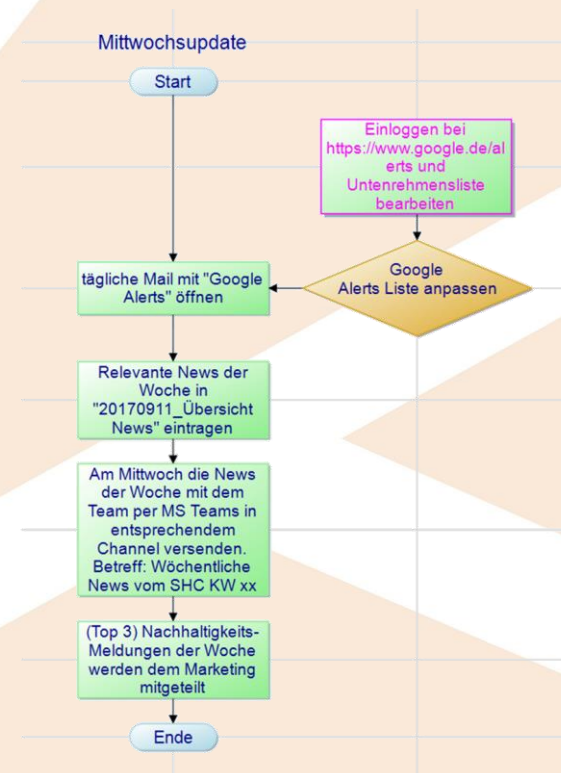 Mittwochsupdate
Start
Einloggen bei
https://www.google.de/al
erts und
Untenrehmensliste
bearbeiten
Google
Alerts Liste anpassen
tägliche Mail mit "Google
Alerts" öffnen
Relevante News der
Woche in
"20170911_Übersicht
News" eintragen
Am Mittwoch die News
der Woche mit dem
Team per MS Teams in
entsprechendem
Channel versenden.
Betreff: Wöchentliche
News vom SHC KW xx
(Top 3) Nachhaltigkeits-
Meldungen der Woche
werden dem Marketing
mitgeteilt
Ende